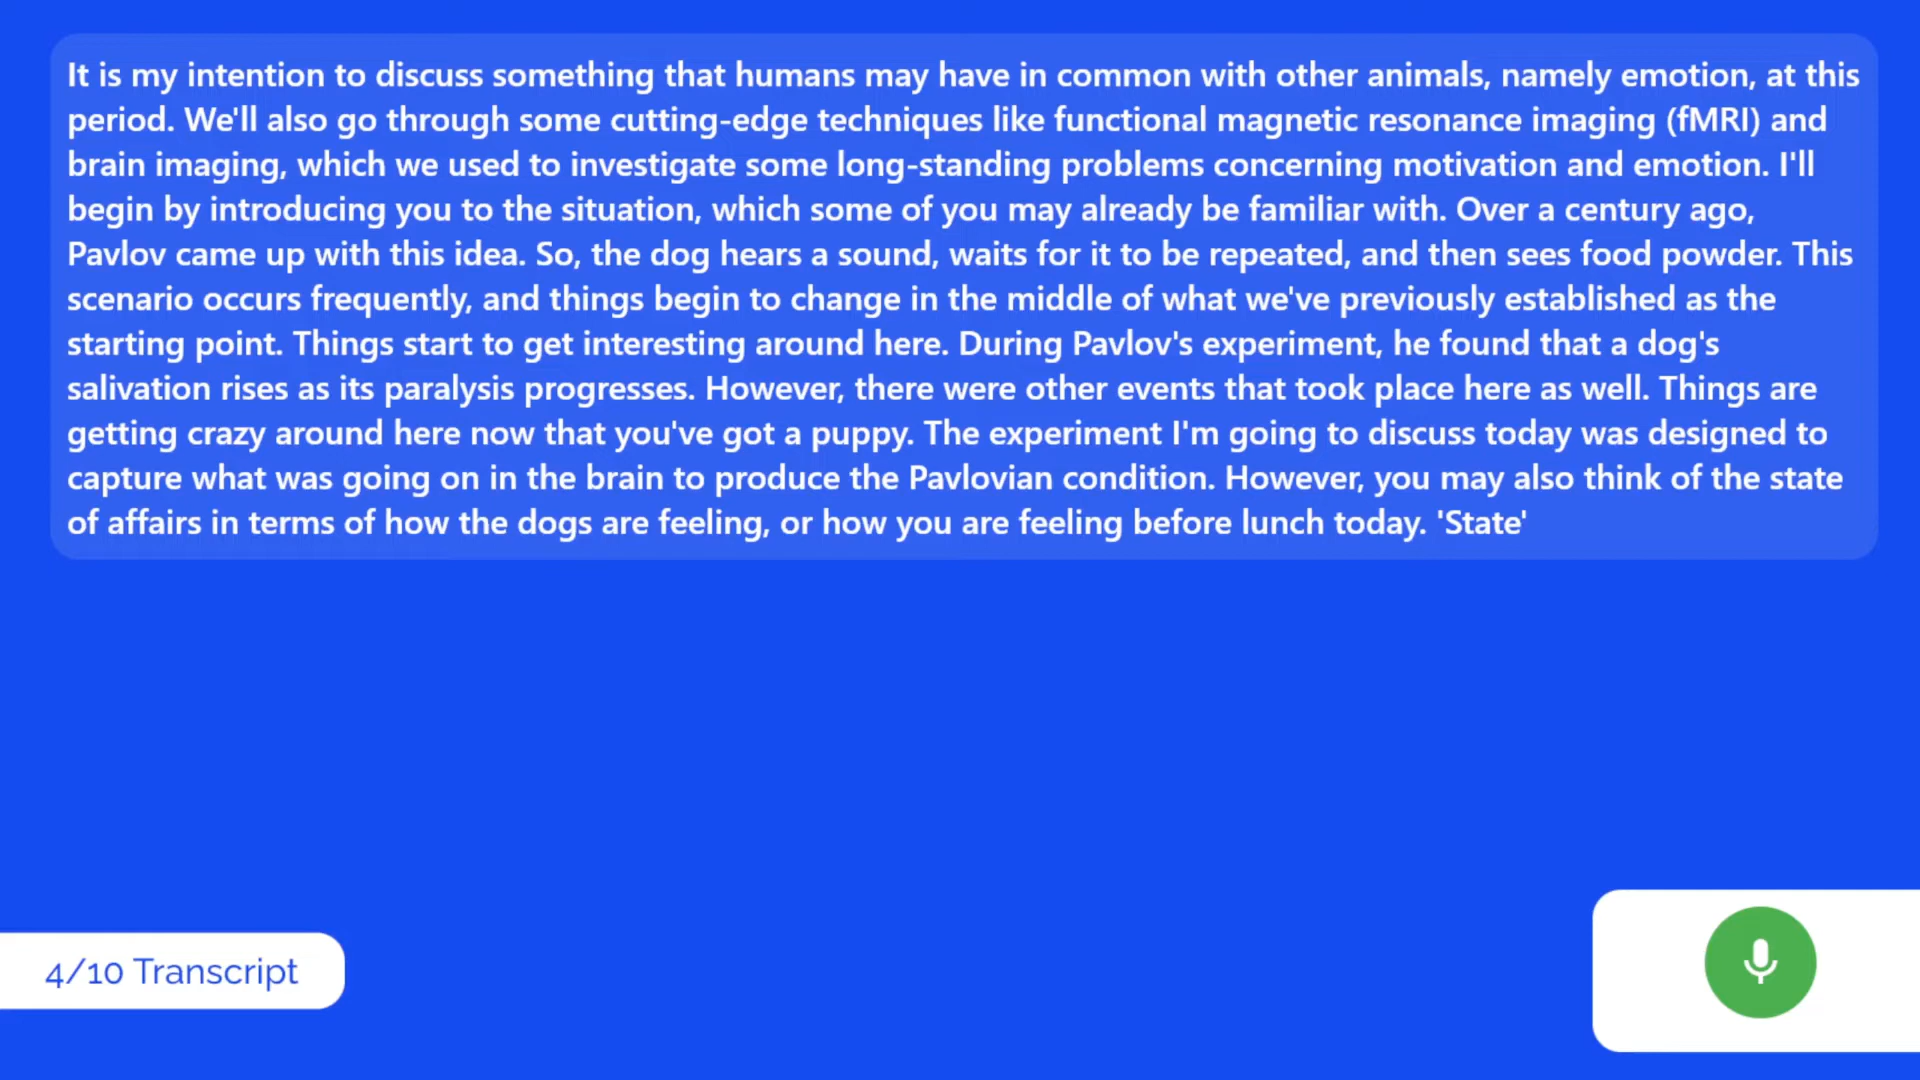 It is my intention to discuss something that humans may have in common with other animals, namely emotion, at this
period. We'll also go through some cutting-edge techniques like functional magnetic resonance imaging (fMRI) and
brain imaging, which we used to investigate some long-standing problems concerning motivation and emotion. I'll
begin by introducing you to the situation, which some of you may already be familiar with. Over a century ago,
Pavlov came up with this idea. So, the dog hears a sound, waits for it to be repeated, and then sees food powder. This
scenario occurs frequently, and things begin to change in the middle of what we've previously established as the
starting point. Things start to get interesting around here. During Pavlov's experiment, he found that a dog's
salivation rises as its paralysis progresses. However, there were other events that took place here as well. Things are
getting crazy around here now that you've got a puppy. The experiment I'm going to discuss today was designed to
capture what was going on in the brain to produce the Pavlovian condition. However, you may also think of the state
of affairs in terms of how the dogs are feeling, or how you are feeling before lunch today. 'State'
4/10 Transcript